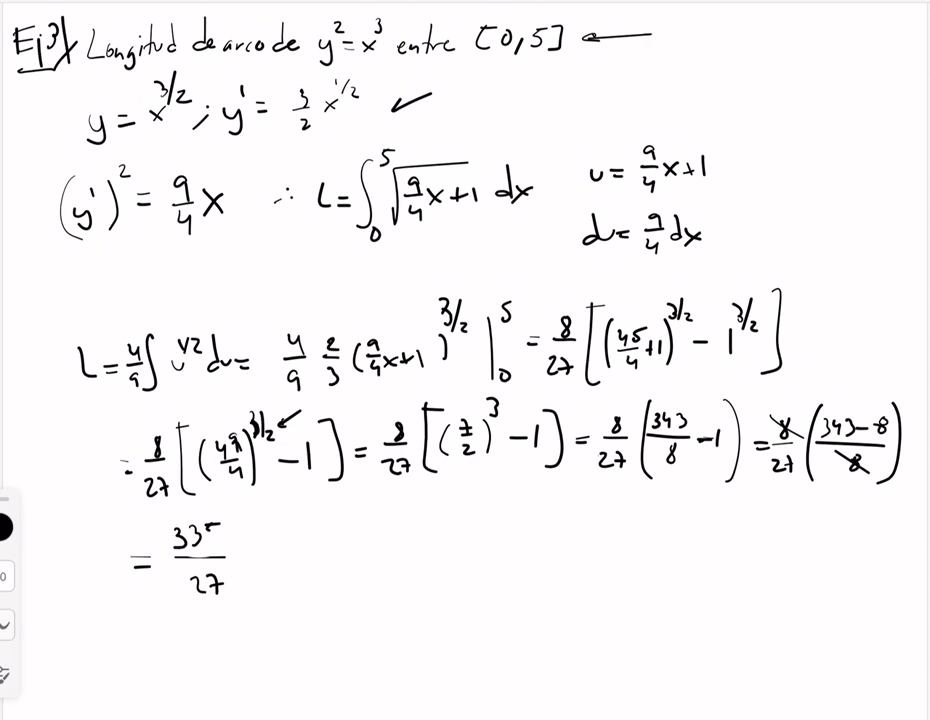 Ej 3) Longitud de arco de y² = x³ entre [0,5] ←
y = x^{3/2} ; y' = 3/2 x^{1/2} ✓
(y')² = 9/4 x ∴ L = ∫₀⁵ √(9/4 x + 1) dx
u = 9/4 x + 1
du = 9/4 dx
L = 4/9 ∫ u^{1/2} du = 4/9 2/3 (9/4 x + 1)^{3/2} |₀⁵ = 8/27 [(45/4 + 1)^{3/2} − 1^{3/2}]
= 8/27 [(49/4)^{3/2} − 1] = 8/27 [(7/2)³ − 1] = 8/27 (343/8 − 1) = 8/27 ((343 − 8)/8)
= 335/27